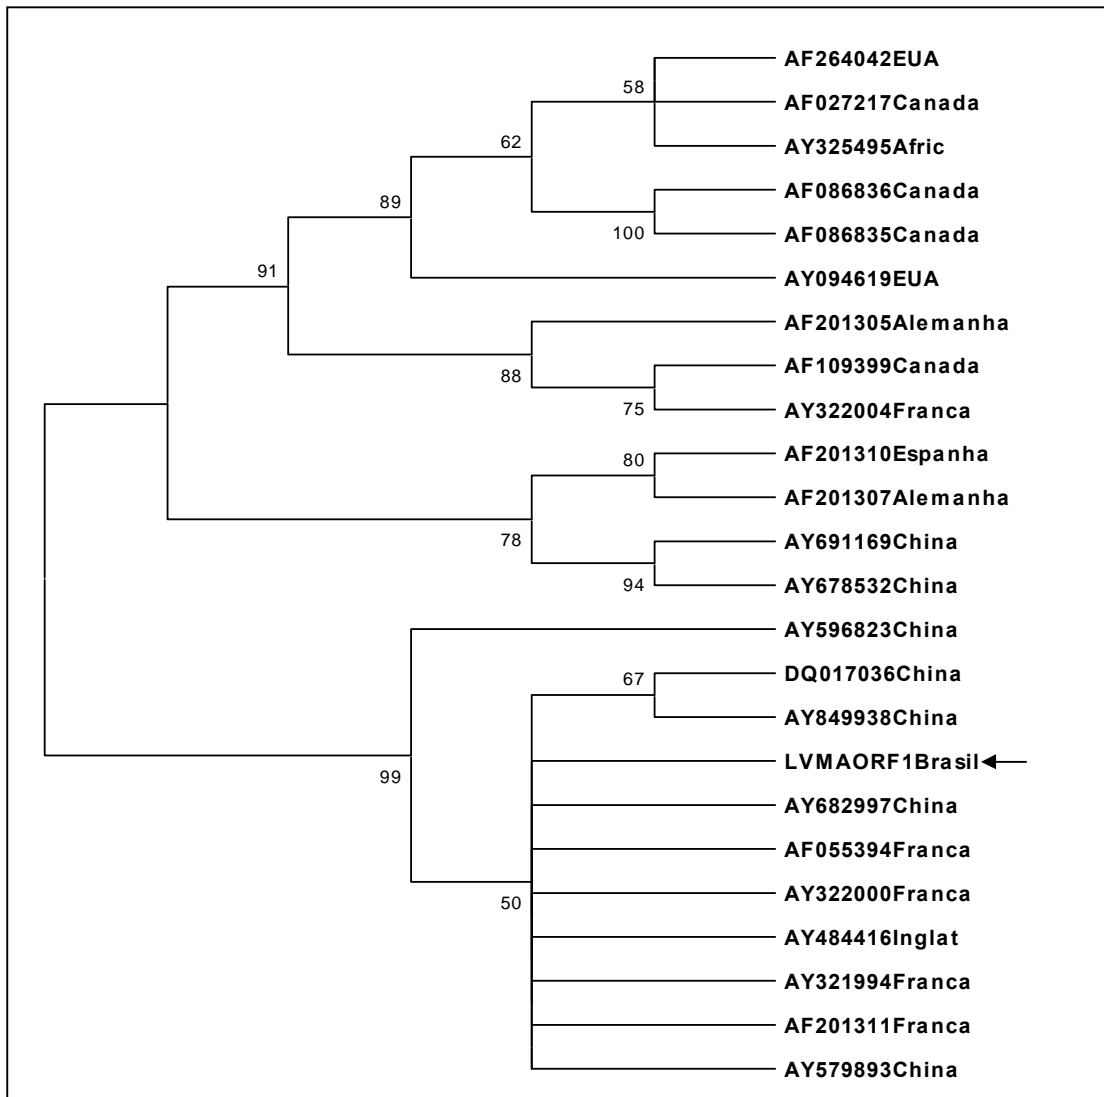 AF264042EUA
58
AF027217Canada
62
AY325495Afric
AF086836Canada
89
100
AF086835Canada
91
AY094619EUA
AF201305Alemanha
88
AF109399Canada
75
AY322004Franca
80
AF201310Espanha
AF201307Alemanha
78
AY691169China
94
AY678532China
AY596823China
67
DQ017036China
AY849938China
99
LVMAORF1Brasil
AY682997China
AF055394Franca
50
AY322000Franca
AY484416Inglat
AY321994Franca
AF201311Franca
AY579893China